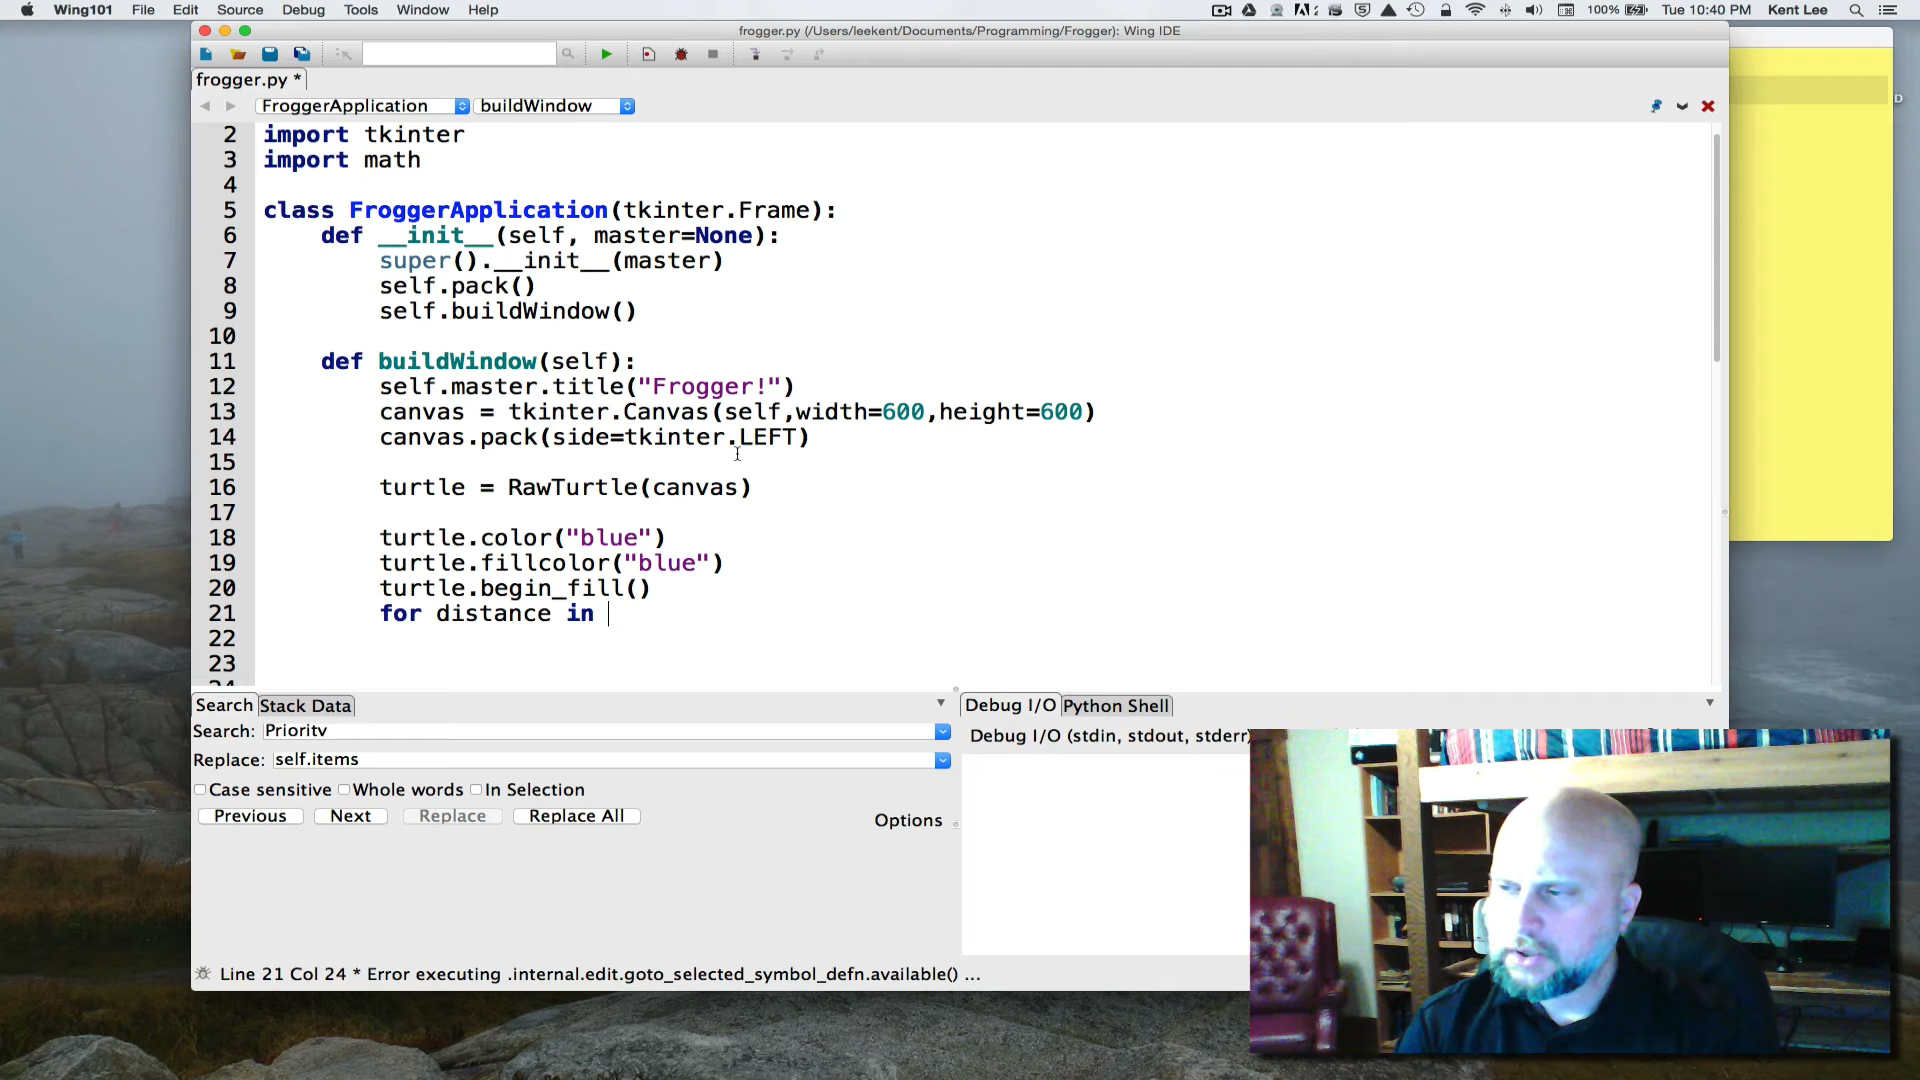 Wing101 File Edit Source Debug Tools Window Help 100% Tue 10:40 PM Kent Lee
frogger.py (/Users/leekent/Documents/Programming/Frogger): Wing IDE
frogger.py *
FroggerApplication buildWindow
D
2 import tkinter
3 import math
4
5 class FroggerApplication(tkinter.Frame):
6 def __init__(self, master=None):
7 super().__init__(master)
8 self.pack()
9 self.buildWindow()
10
11 def buildWindow(self):
12 self.master.title("Frogger!")
13 canvas = tkinter.Canvas(self,width=600,height=600)
14 canvas.pack(side=tkinter.LEFT)
15
16 turtle = RawTurtle(canvas)
17
18 turtle.color("blue")
19 turtle.fillcolor("blue")
20 turtle.begin_fill()
21 for distance in
22
23
Search Stack Data
Debug I/O Python Shell
Search: Priority
Debug I/O (stdin, stdout, stderr)
Replace: self.items
Case sensitive Whole words In Selection
Previous Next Replace Replace All
Options
Line 21 Col 24 * Error executing .internal.edit.goto_selected_symbol_defn.available() ...